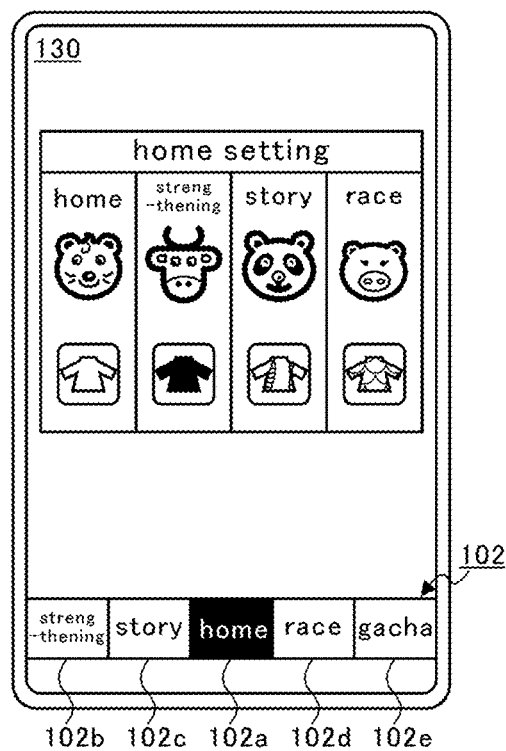 130
home setting
home
streng
-thening
story
race
102
streng
-thening
story
home
race
gacha
102b 102c 102a 102d 102e